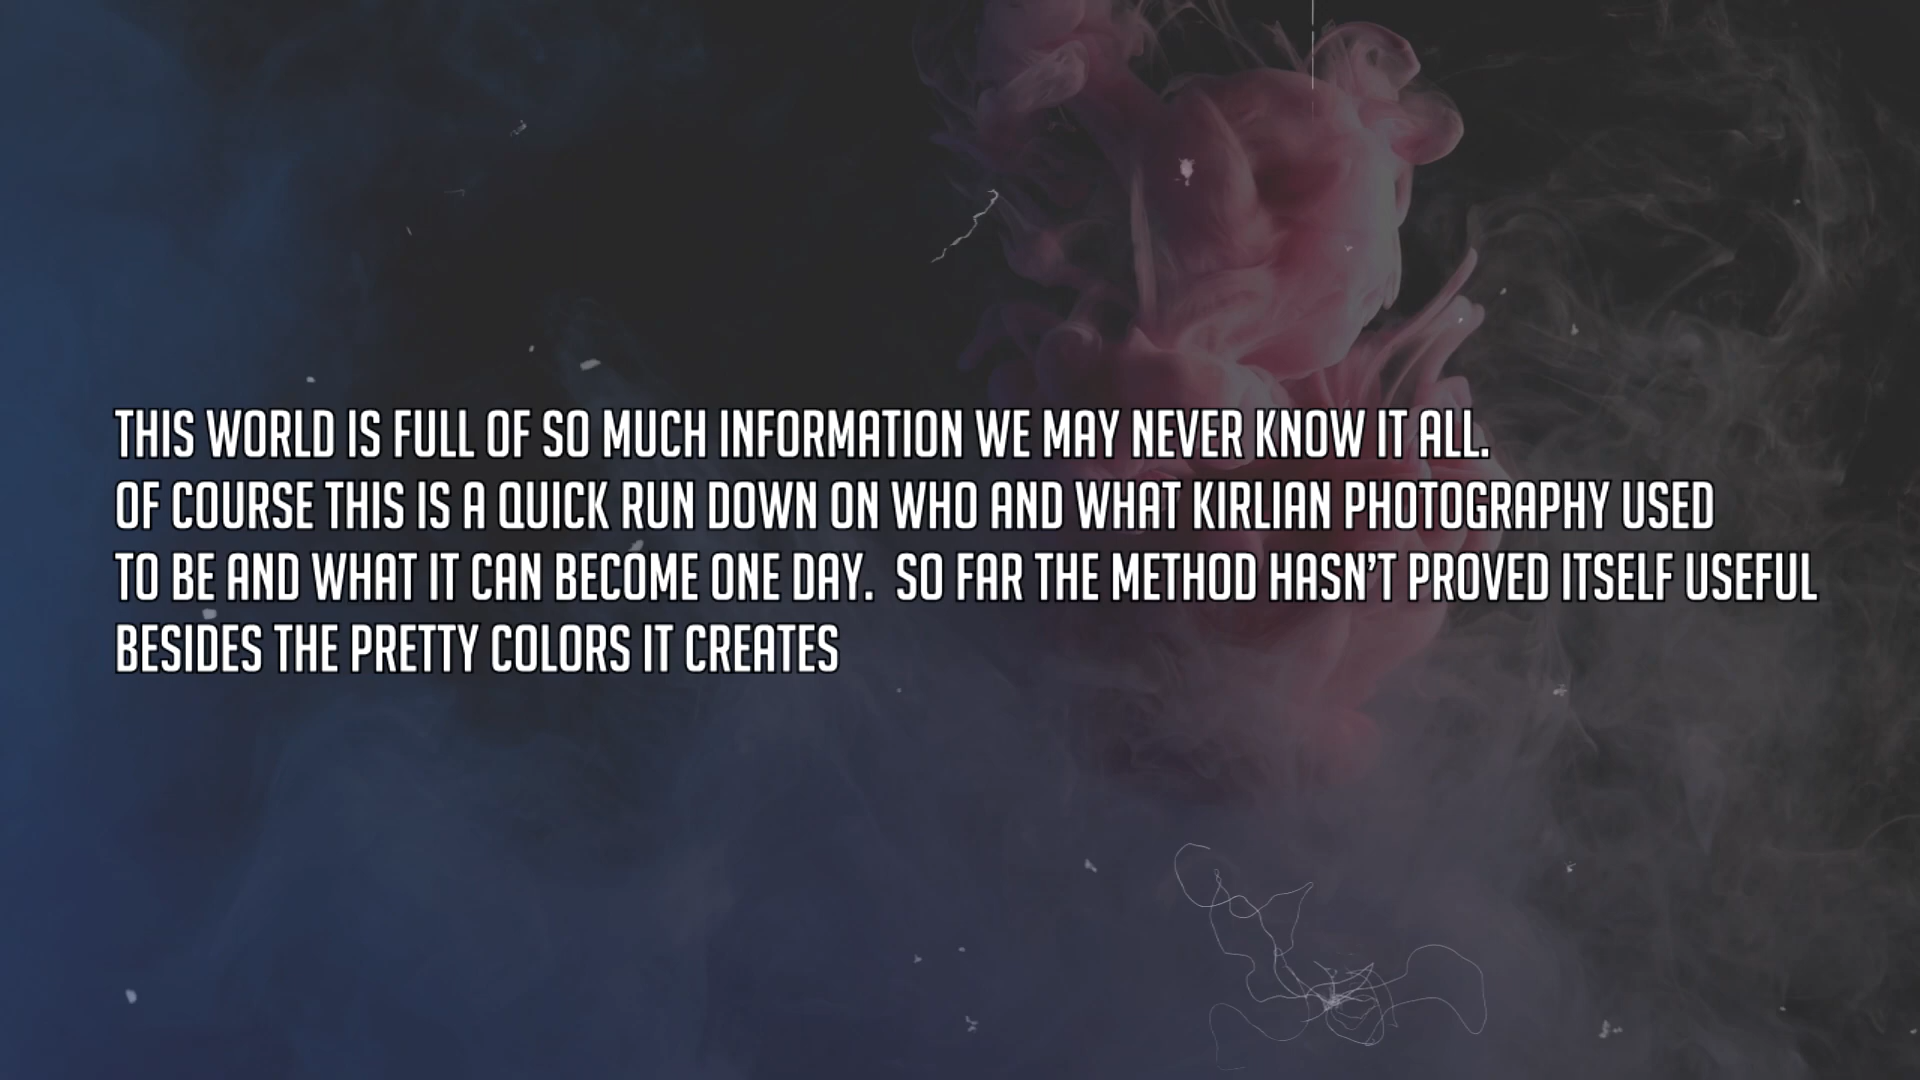 THIS WORLD IS FULL OF SO MUCH INFORMATION WE MAY NEVER KNOW IT ALL.
OF COURSE THIS IS A QUICK RUN DOWN ON WHO AND WHAT KIRLIAN PHOTOGRAPHY USED
TO BE AND WHAT IT CAN BECOME ONE DAY.  SO FAR THE METHOD HASN'T PROVED ITSELF USEFUL
BESIDES THE PRETTY COLORS IT CREATES